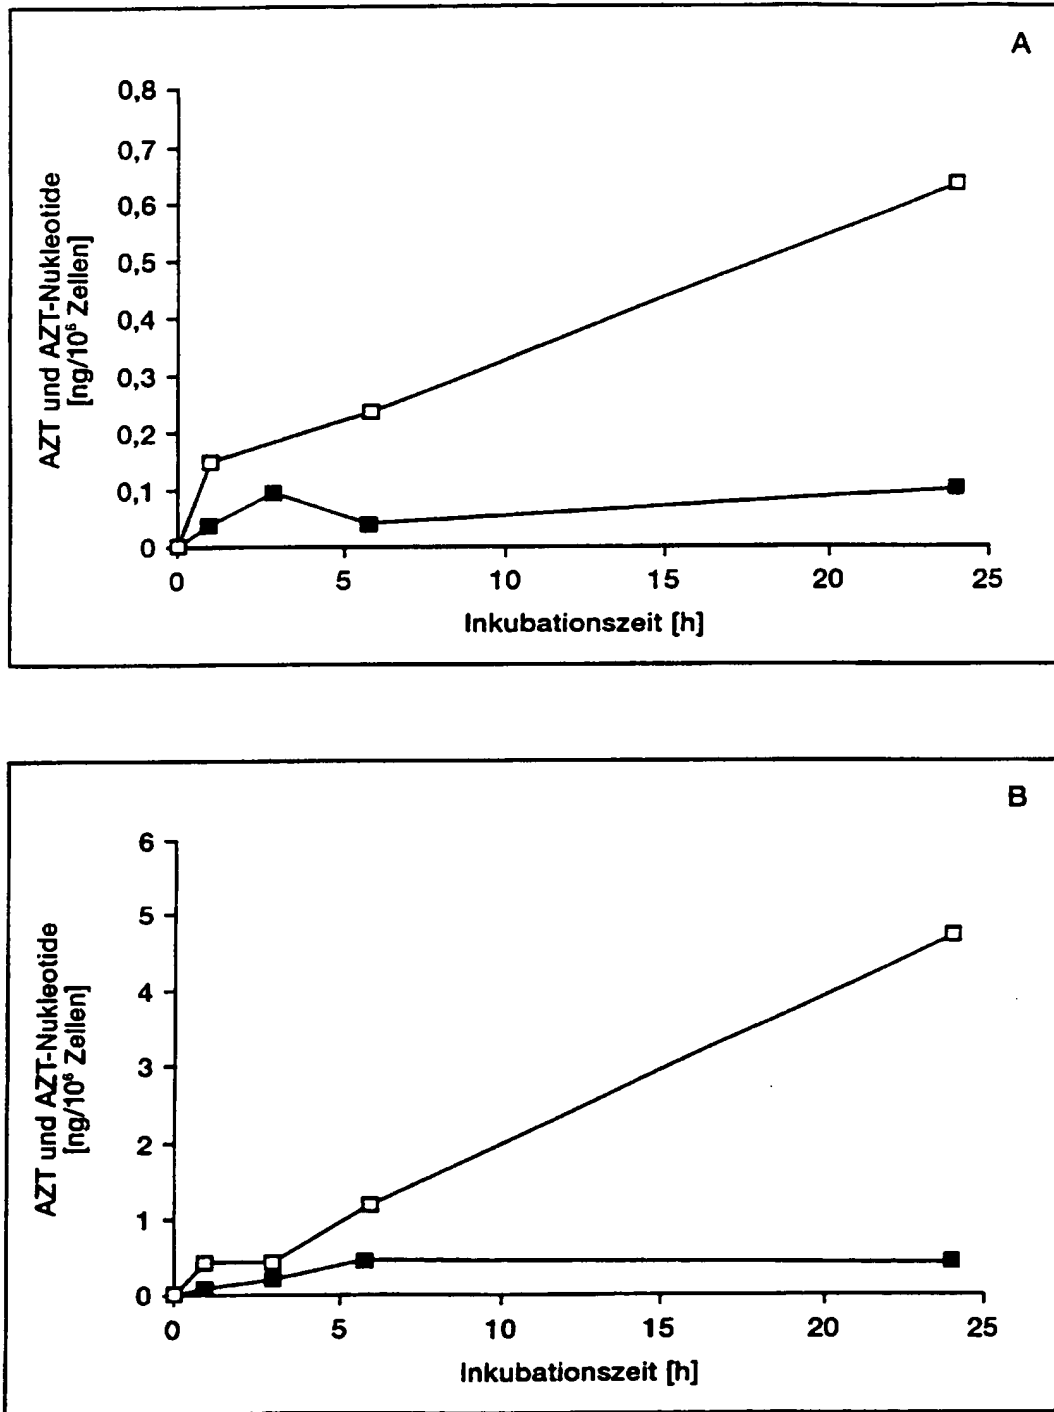 A
0,8
0,7
0,6
0,5
0,4
0,3
0,2
0,1
0
AZT und AZT-Nukleotide
[ng/10⁶ Zellen]
0 5 10 15 20 25
Inkubationszeit [h]
B
6
5
4
3
2
1
0
AZT und AZT-Nukleotide
[ng/10⁶ Zellen]
0 5 10 15 20 25
Inkubationszeit [h]